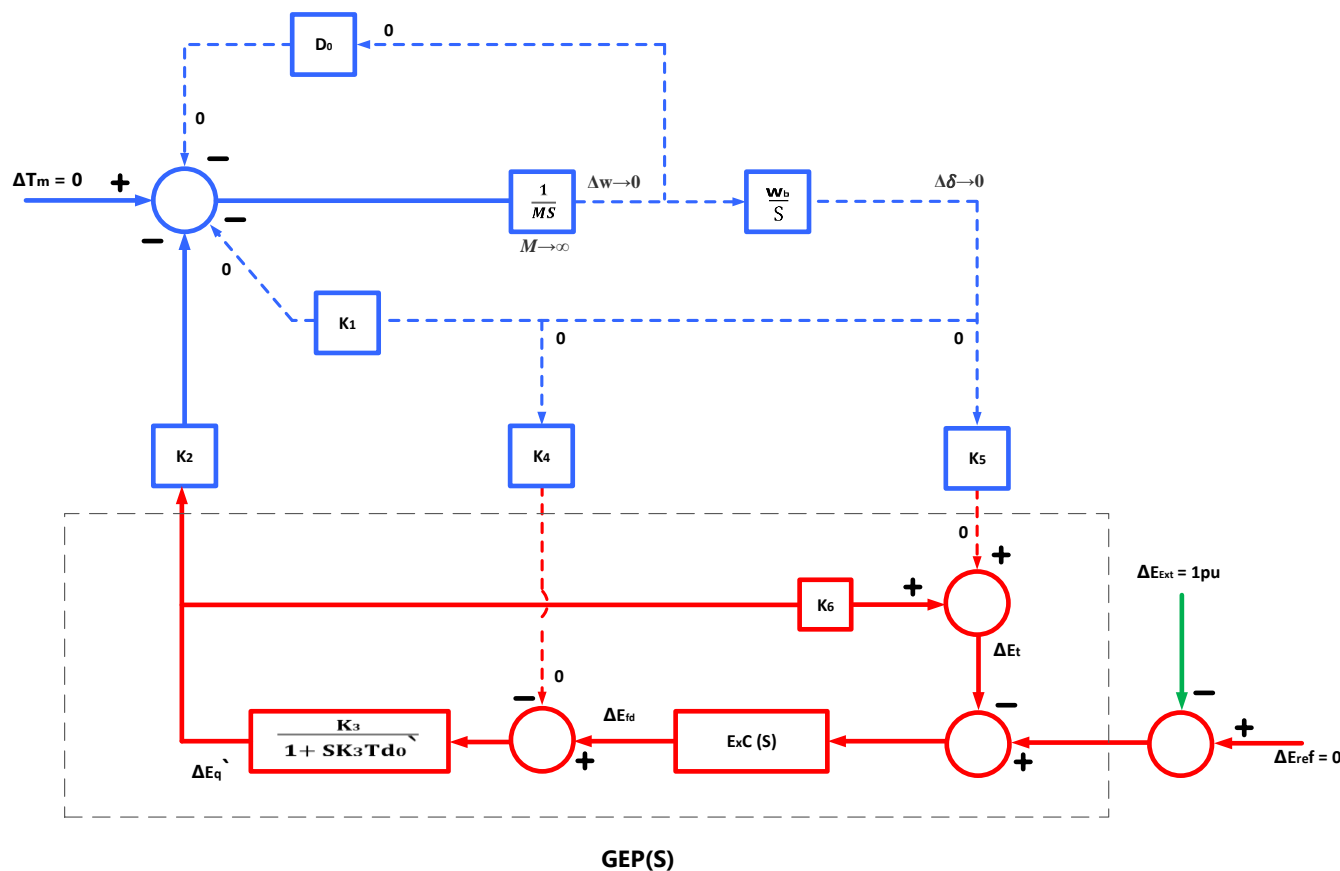 0
D₀
0
−
ΔTm = 0
+
1
MS
M→∞
Δw→0
w_b
S
Δδ→0
−
−
0
K1
0
0
K2
K4
K5
0
+
+
K6
ΔEExt = 1pu
ΔEt
−
0
−
K₃
1+ SK₃Tdo`
ΔEq`
ΔEfd
+
ExC (S)
−
+
+
ΔEref = 0
GEP(S)